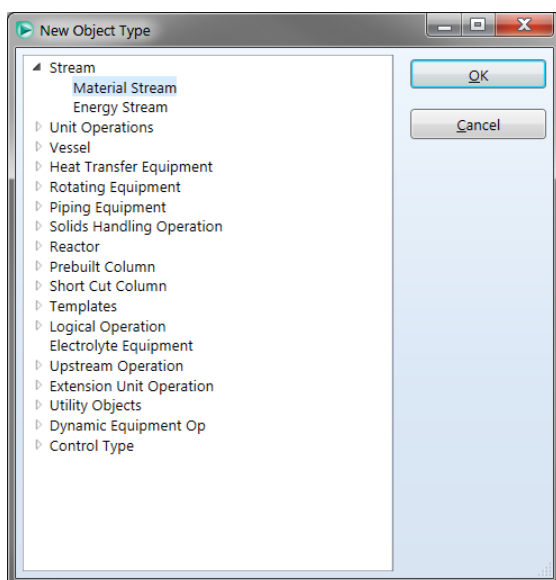 New Object Type
Stream
Material Stream
Energy Stream
Unit Operations
Vessel
Heat Transfer Equipment
Rotating Equipment
Piping Equipment
Solids Handling Operation
Reactor
Prebuilt Column
Short Cut Column
Templates
Logical Operation
Electrolyte Equipment
Upstream Operation
Extension Unit Operation
Utility Objects
Dynamic Equipment Op
Control Type
OK
Cancel